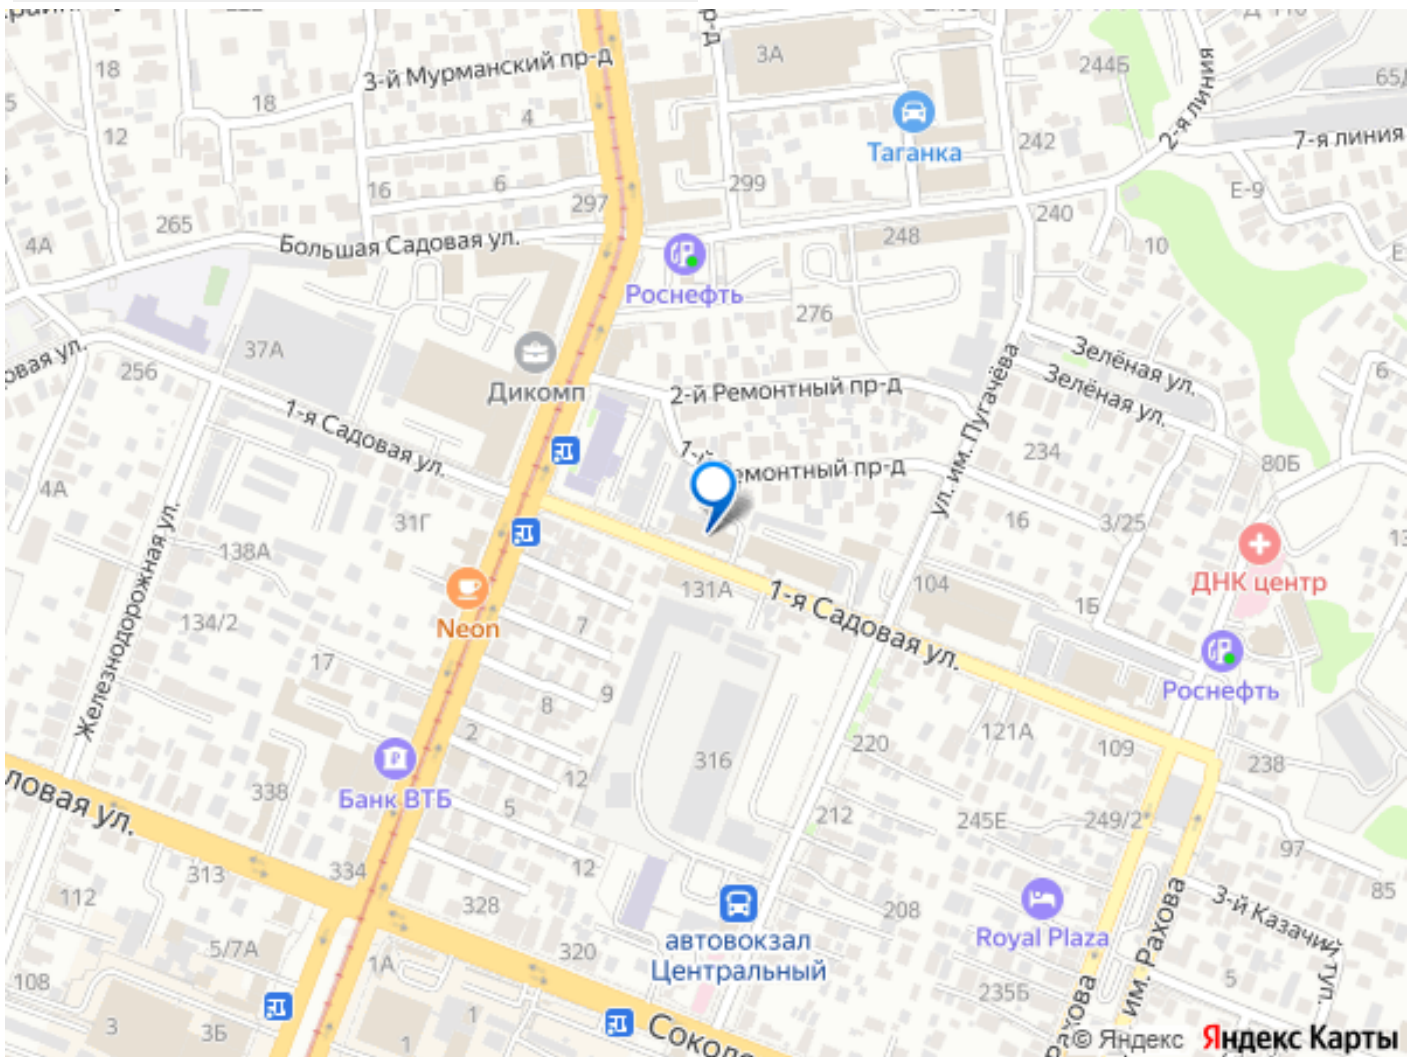 18
18
12
3-й Мурманский пр-д
4
16
6
297
299
265
4А
Большая Садовая ул.
3А
244Б
Таганка
242
2-я линия
7-я линия
Е-9
240
10
248
Роснефть
276
37А
256
Дикомп
1-я Садовая ул.
2-й Ремонтный пр-д
ул. им. Пугачёва
Зелёная ул.
Зелёная ул.
6
234
80Б
4А
31Г
138А
Железнодорожная ул.
16
3/25
ДНК центр
131А
1-я Садовая ул.
104
15
134/2
Neon
7
17
9
8
2
Роснефть
121А
109
238
220
316
12
338
Банк ВТБ
5
212
245Е
249/2
97
85
313
334
12
112
328
208
Royal Plaza
им. Рахова
3-й Казачий туп.
5/7А
1А
320
автовокзал
Центральный
235Б
5
108
3
3Б
1
1
© Яндекс Яндекс Карты